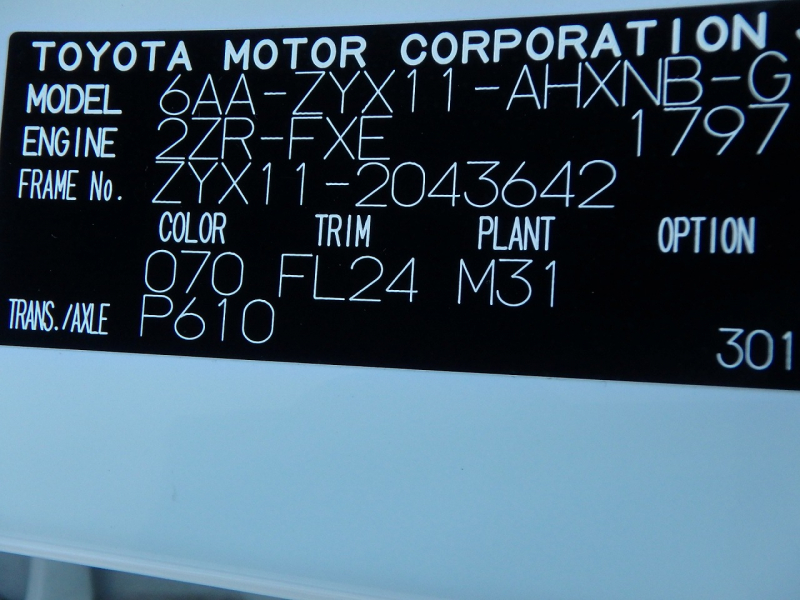 TOYOTA MOTOR CORPORATION
MODEL 6AA-ZYX11-AHXNB-G
ENGINE 2ZR-FXE 1797
FRAME No. ZYX11-2043642
COLOR TRIM PLANT OPTION
070 FL24 M31
TRANS./AXLE P610
301